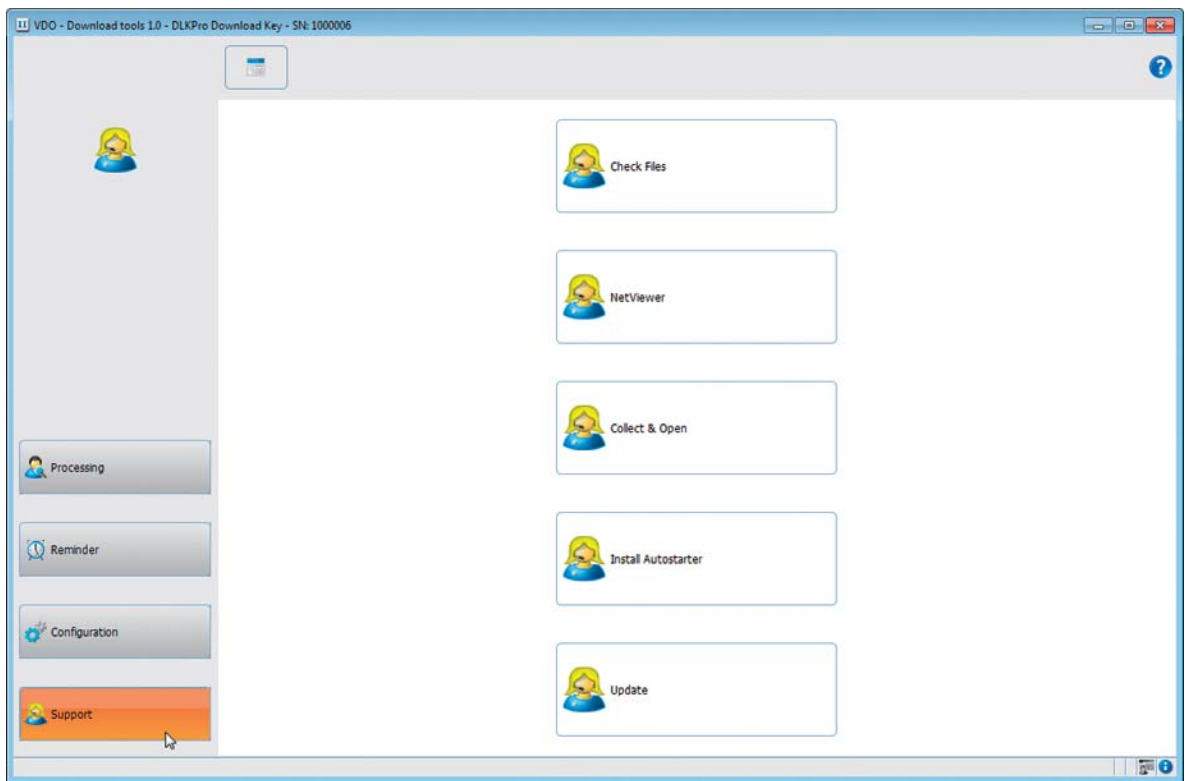 VDO - Download tools 1.0 - DLKPro Download Key - SN: 1000006
Check Files
NetViewer
Collect & Open
Install Autostarter
Update
Processing
Reminder
Configuration
Support